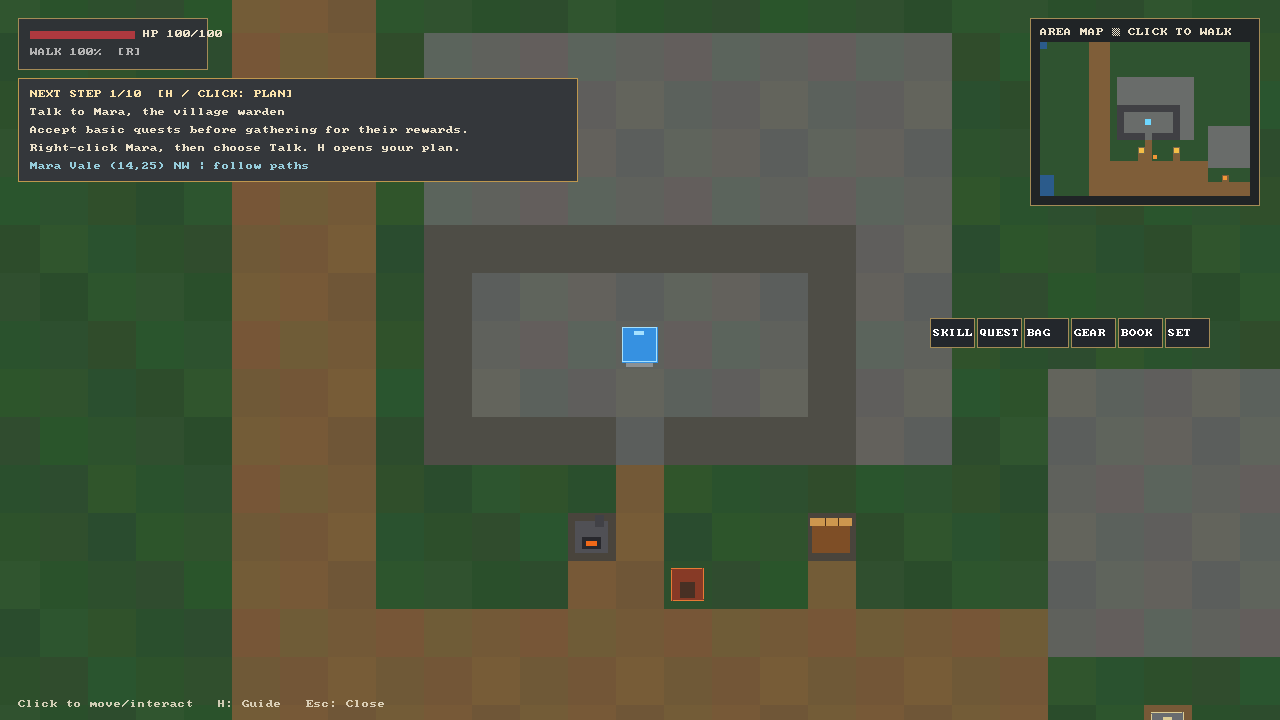 HP 100/100
WALK 100% [R]
NEXT STEP 1/10 [H / CLICK: PLAN]
Talk to Mara, the village warden
Accept basic quests before gathering for their rewards.
Right-click Mara, then choose Talk. H opens your plan.
Mara Vale (14,25) NW ¦ follow paths
AREA MAP ▒ CLICK TO WALK
SKILL QUEST BAG GEAR BOOK SET
Click to move/interact H: Guide Esc: Close